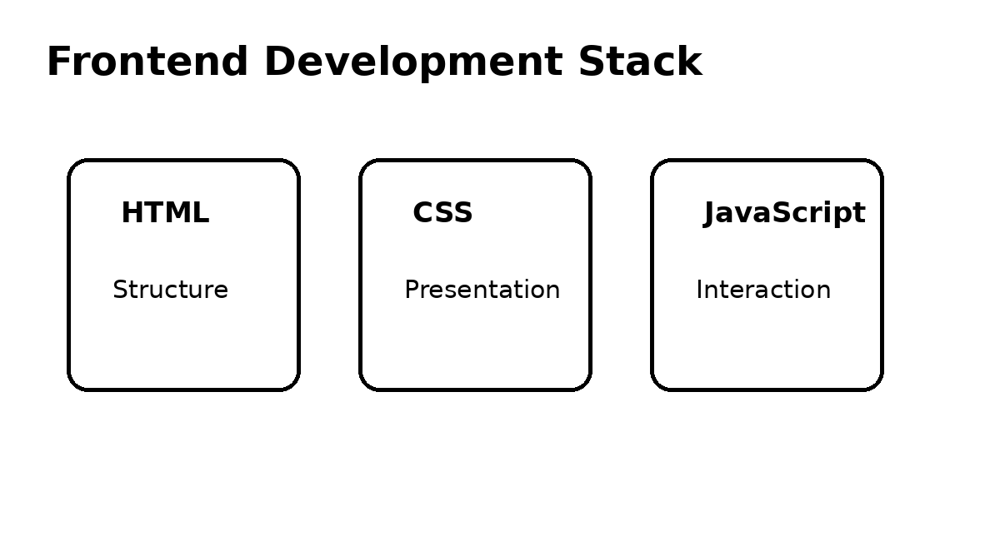 Frontend Development Stack
HTML
Structure
CSS
Presentation
JavaScript
Interaction